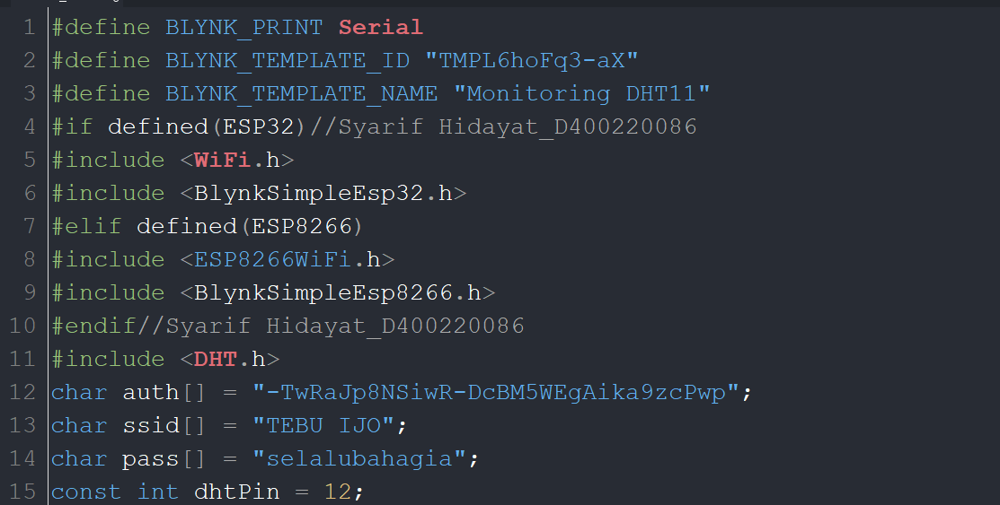 1 #define BLYNK_PRINT Serial
2 #define BLYNK_TEMPLATE_ID "TMPL6hoFq3-aX"
3 #define BLYNK_TEMPLATE_NAME "Monitoring DHT11"
4 #if defined(ESP32)//Syarif Hidayat_D400220086
5 #include <WiFi.h>
6 #include <BlynkSimpleEsp32.h>
7 #elif defined(ESP8266)
8 #include <ESP8266WiFi.h>
9 #include <BlynkSimpleEsp8266.h>
10 #endif//Syarif Hidayat_D400220086
11 #include <DHT.h>
12 char auth[] = "-TwRaJp8NSiwR-DcBM5WEgAika9zcPwp";
13 char ssid[] = "TEBU IJO";
14 char pass[] = "selalubahagia";
15 const int dhtPin = 12;